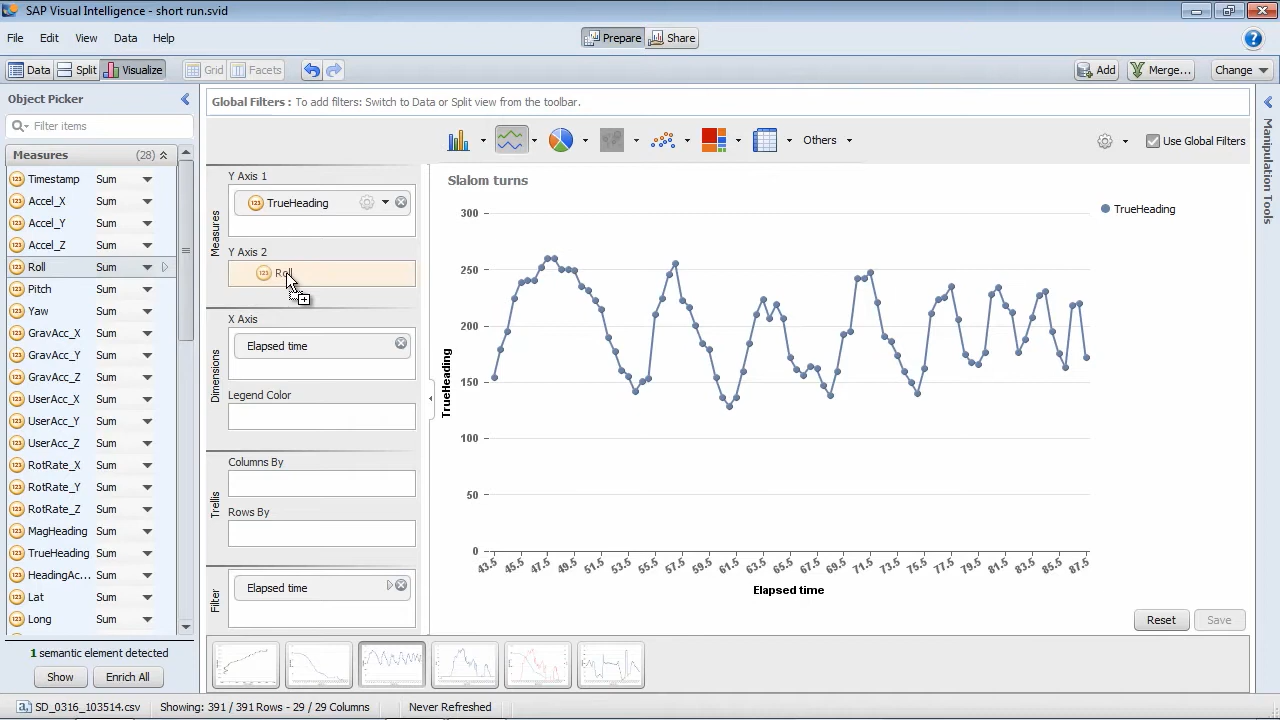 SAP Visual Intelligence - short run.svid
File Edit View Data Help
Prepare Share
Data Split Visualize Grid Facets Add Merge... Change
Object Picker
Global Filters : To add filters: Switch to Data or Split view from the toolbar.
Filter items
Others Use Global Filters
Measures (28)
Timestamp Sum
Accel_X Sum
Accel_Y Sum
Accel_Z Sum
Roll Sum
Pitch Sum
Yaw Sum
GravAcc_X Sum
GravAcc_Y Sum
GravAcc_Z Sum
UserAcc_X Sum
UserAcc_Y Sum
UserAcc_Z Sum
RotRate_X Sum
RotRate_Y Sum
RotRate_Z Sum
MagHeading Sum
TrueHeading Sum
HeadingAc... Sum
Lat Sum
Long Sum
1 semantic element detected
Show Enrich All
Measures
Y Axis 1
TrueHeading
Y Axis 2
Roll
Dimensions
X Axis
Elapsed time
Legend Color
Trellis
Columns By
Rows By
Filter
Elapsed time
Slalom turns
TrueHeading
300
250
200
150
100
50
0
TrueHeading
43.5 45.5 47.5 49.5 51.5 53.5 55.5 57.5 59.5 61.5 63.5 65.5 67.5 69.5 71.5 73.5 75.5 77.5 79.5 81.5 83.5 85.5 87.5
Elapsed time
Reset Save
Manipulation Tools
SD_0316_103514.csv Showing: 391 / 391 Rows - 29 / 29 Columns Never Refreshed